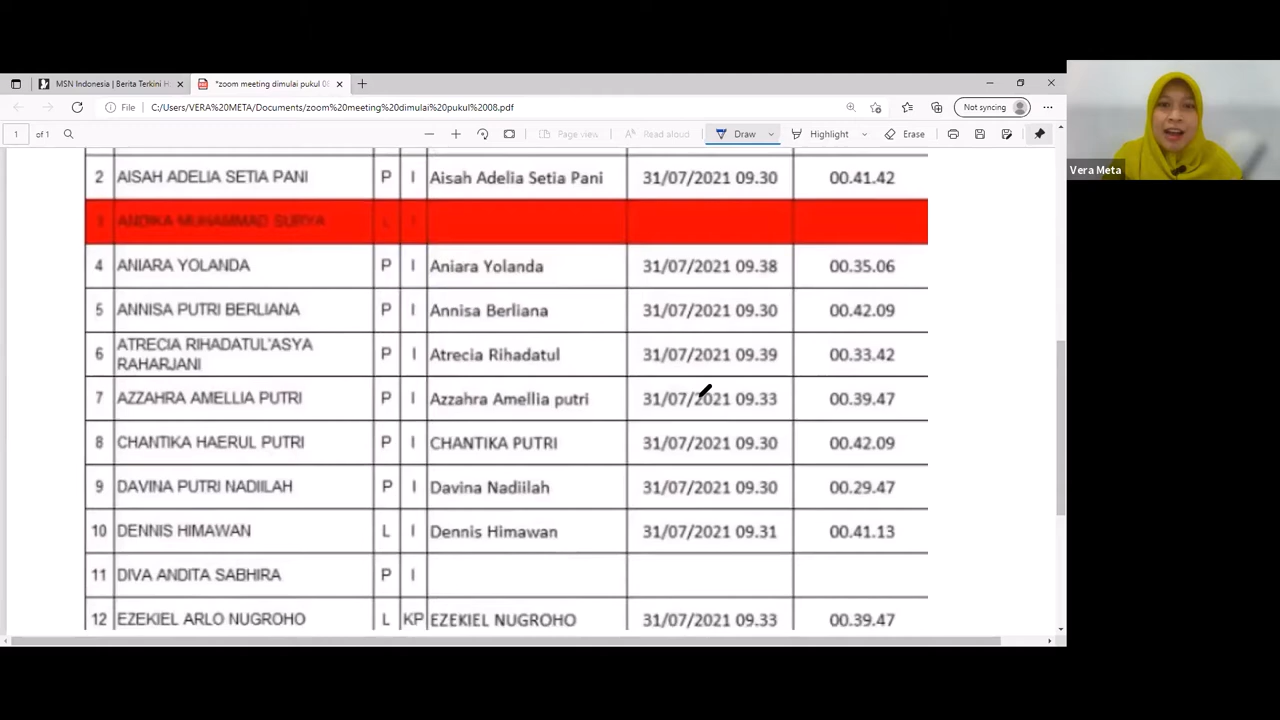 MSN Indonesia | Berita Terkini H
*zoom meeting dimulai pukul 08
File C:/Users/VERA%20META/Documents/zoom%20meeting%20dimulai%20pukul%2008.pdf Not syncing
1 of 1 Page view Read aloud Draw Highlight Erase
2 AISAH ADELIA SETIA PANI P I Aisah Adelia Setia Pani 31/07/2021 09.30 00.41.42
3 ANDIKA MUHAMMAD SURYA L I
4 ANIARA YOLANDA P I Aniara Yolanda 31/07/2021 09.38 00.35.06
5 ANNISA PUTRI BERLIANA P I Annisa Berliana 31/07/2021 09.30 00.42.09
6 ATRECIA RIHADATUL'ASYA RAHARJANI P I Atrecia Rihadatul 31/07/2021 09.39 00.33.42
7 AZZAHRA AMELLIA PUTRI P I Azzahra Amellia putri 31/07/2021 09.33 00.39.47
8 CHANTIKA HAERUL PUTRI P I CHANTIKA PUTRI 31/07/2021 09.30 00.42.09
9 DAVINA PUTRI NADIILAH P I Davina Nadiilah 31/07/2021 09.30 00.29.47
10 DENNIS HIMAWAN L I Dennis Himawan 31/07/2021 09.31 00.41.13
11 DIVA ANDITA SABHIRA P I
12 EZEKIEL ARLO NUGROHO L KP EZEKIEL NUGROHO 31/07/2021 09.33 00.39.47
Vera Meta